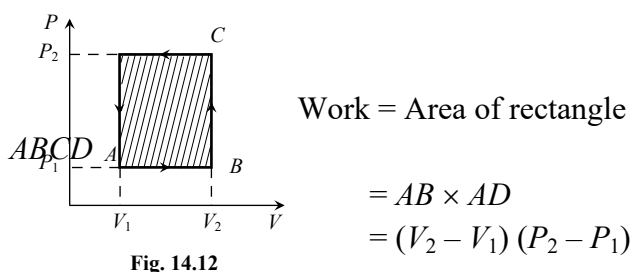 P
C
P2
Work = Area of rectangle
ABCD
P1 A B
= AB × AD
V1 V2 V
= (V2 – V1) (P2 – P1)
Fig. 14.12